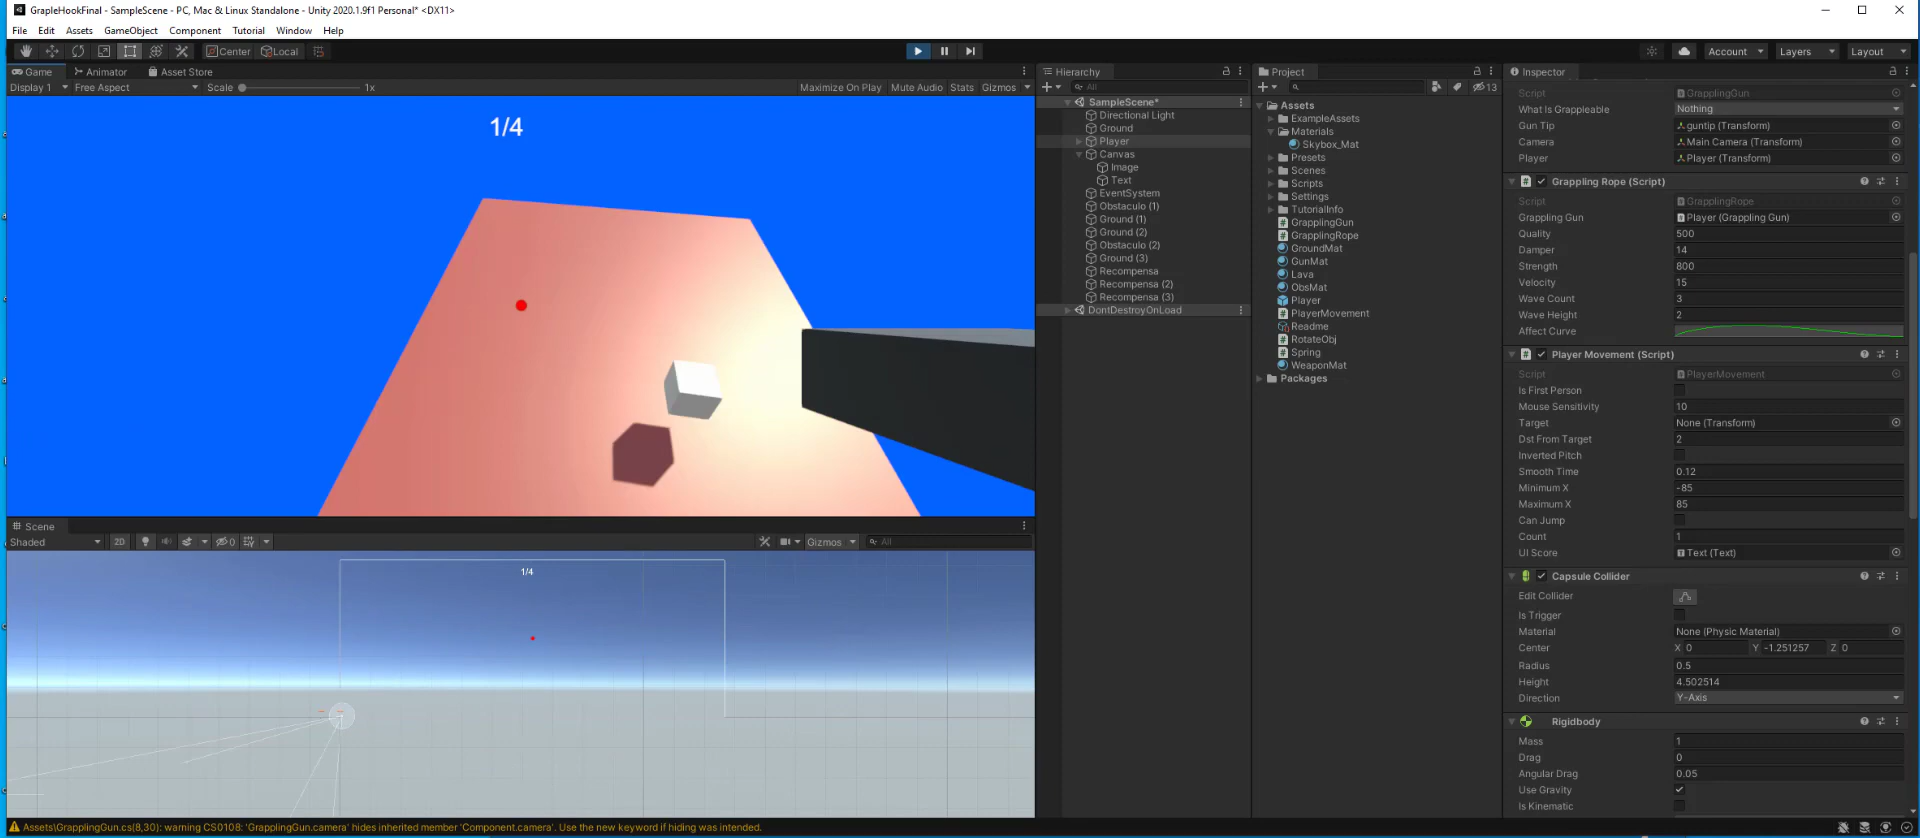 GrapleHookFinal - SampleScene - PC, Mac & Linux Standalone - Unity 2020.1.9f1 Personal* <DX11>
File Edit Assets GameObject Component Tutorial Window Help
Center Local Account Layers Layout
Game Animator Asset Store
Display 1 Free Aspect Scale 1x Maximize On Play Mute Audio Stats Gizmos
1/4
Scene
Shaded 2D 0 Gizmos All
1/4
Hierarchy
All
SampleScene*
Directional Light
Ground
Player
Canvas
Image
Text
EventSystem
Obstaculo (1)
Ground (1)
Ground (2)
Obstaculo (2)
Ground (3)
Recompensa
Recompensa (2)
Recompensa (3)
DontDestroyOnLoad
Project
13
Assets
ExampleAssets
Materials
Skybox_Mat
Presets
Scenes
Scripts
Settings
TutorialInfo
GrapplingGun
GrapplingRope
GroundMat
GunMat
Lava
ObsMat
Player
PlayerMovement
Readme
RotateObj
Spring
WeaponMat
Packages
Inspector
Script GrapplingGun
What Is Grappleable Nothing
Gun Tip guntip (Transform)
Camera Main Camera (Transform)
Player Player (Transform)
Grappling Rope (Script)
Script GrapplingRope
Grappling Gun Player (Grappling Gun)
Quality 500
Damper 14
Strength 800
Velocity 15
Wave Count 3
Wave Height 2
Affect Curve
Player Movement (Script)
Script PlayerMovement
Is First Person
Mouse Sensitivity 10
Target None (Transform)
Dst From Target 2
Inverted Pitch
Smooth Time 0.12
Minimum X -85
Maximum X 85
Can Jump
Count 1
UI Score Text (Text)
Capsule Collider
Edit Collider
Is Trigger
Material None (Physic Material)
Center X 0 Y -1.251257 Z 0
Radius 0.5
Height 4.502514
Direction Y-Axis
Rigidbody
Mass 1
Drag 0
Angular Drag 0.05
Use Gravity
Is Kinematic
Assets\GrapplingGun.cs(8,30): warning CS0108: 'GrapplingGun.camera' hides inherited member 'Component.camera'. Use the new keyword if hiding was intended.